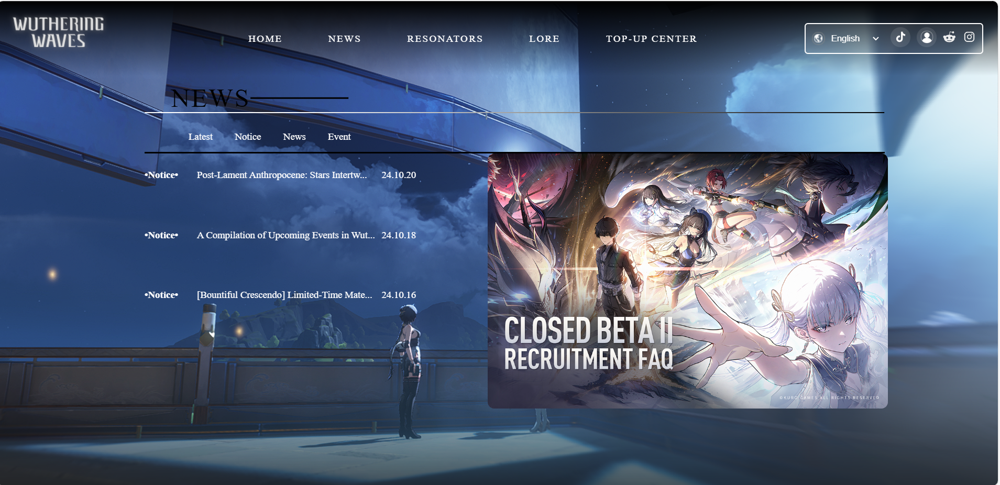 WUTHERING
WAVES
HOME NEWS RESONATORS LORE TOP-UP CENTER
English
NEWS
Latest Notice News Event
•Notice• Post-Lament Anthropocene: Stars Intertw... 24.10.20
•Notice• A Compilation of Upcoming Events in Wut... 24.10.18
•Notice• [Bountiful Crescendo] Limited-Time Mate... 24.10.16
CLOSED BETA II
RECRUITMENT FAQ
©KURO GAMES ALL RIGHTS RESERVED